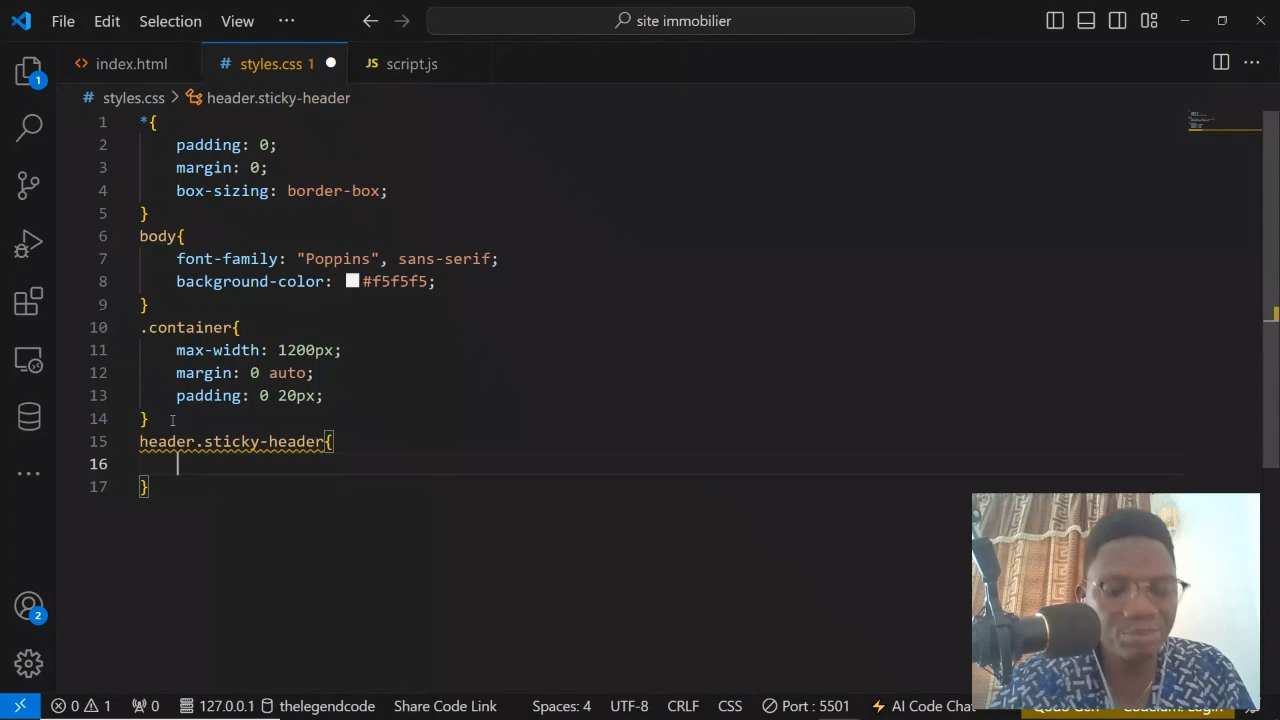 File Edit Selection View ··· site immobilier
index.html # styles.css 1 JS script.js
1
# styles.css > header.sticky-header
1 *{
2 padding: 0;
3 margin: 0;
4 box-sizing: border-box;
5 }
6 body{
7 font-family: "Poppins", sans-serif;
8 background-color: #f5f5f5;
9 }
10 .container{
11 max-width: 1200px;
12 margin: 0 auto;
13 padding: 0 20px;
14 }
15 header.sticky-header{
16
17 }
2
0 1 0 127.0.0.1 thelegendcode Share Code Link Spaces: 4 UTF-8 CRLF CSS Port : 5501 AI Code Chat